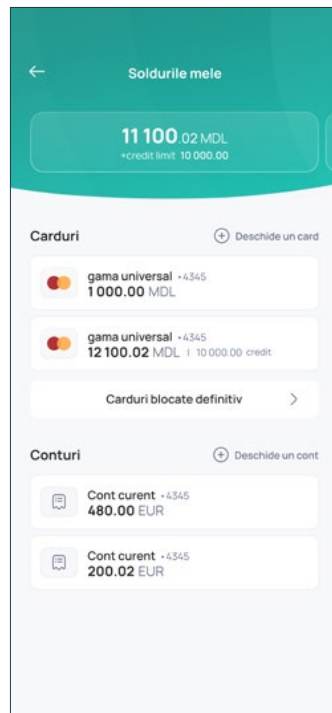 Soldurile mele
11 100.02 MDL
+credit limit 10 000.00
Carduri
Deschide un card
gama universal •4345
1 000.00 MDL
gama universal •4345
12 100.02 MDL | 10 000.00 credit
Carduri blocate definitiv
Conturi
Deschide un cont
Cont curent •4345
480.00 EUR
Cont curent •4345
200.02 EUR